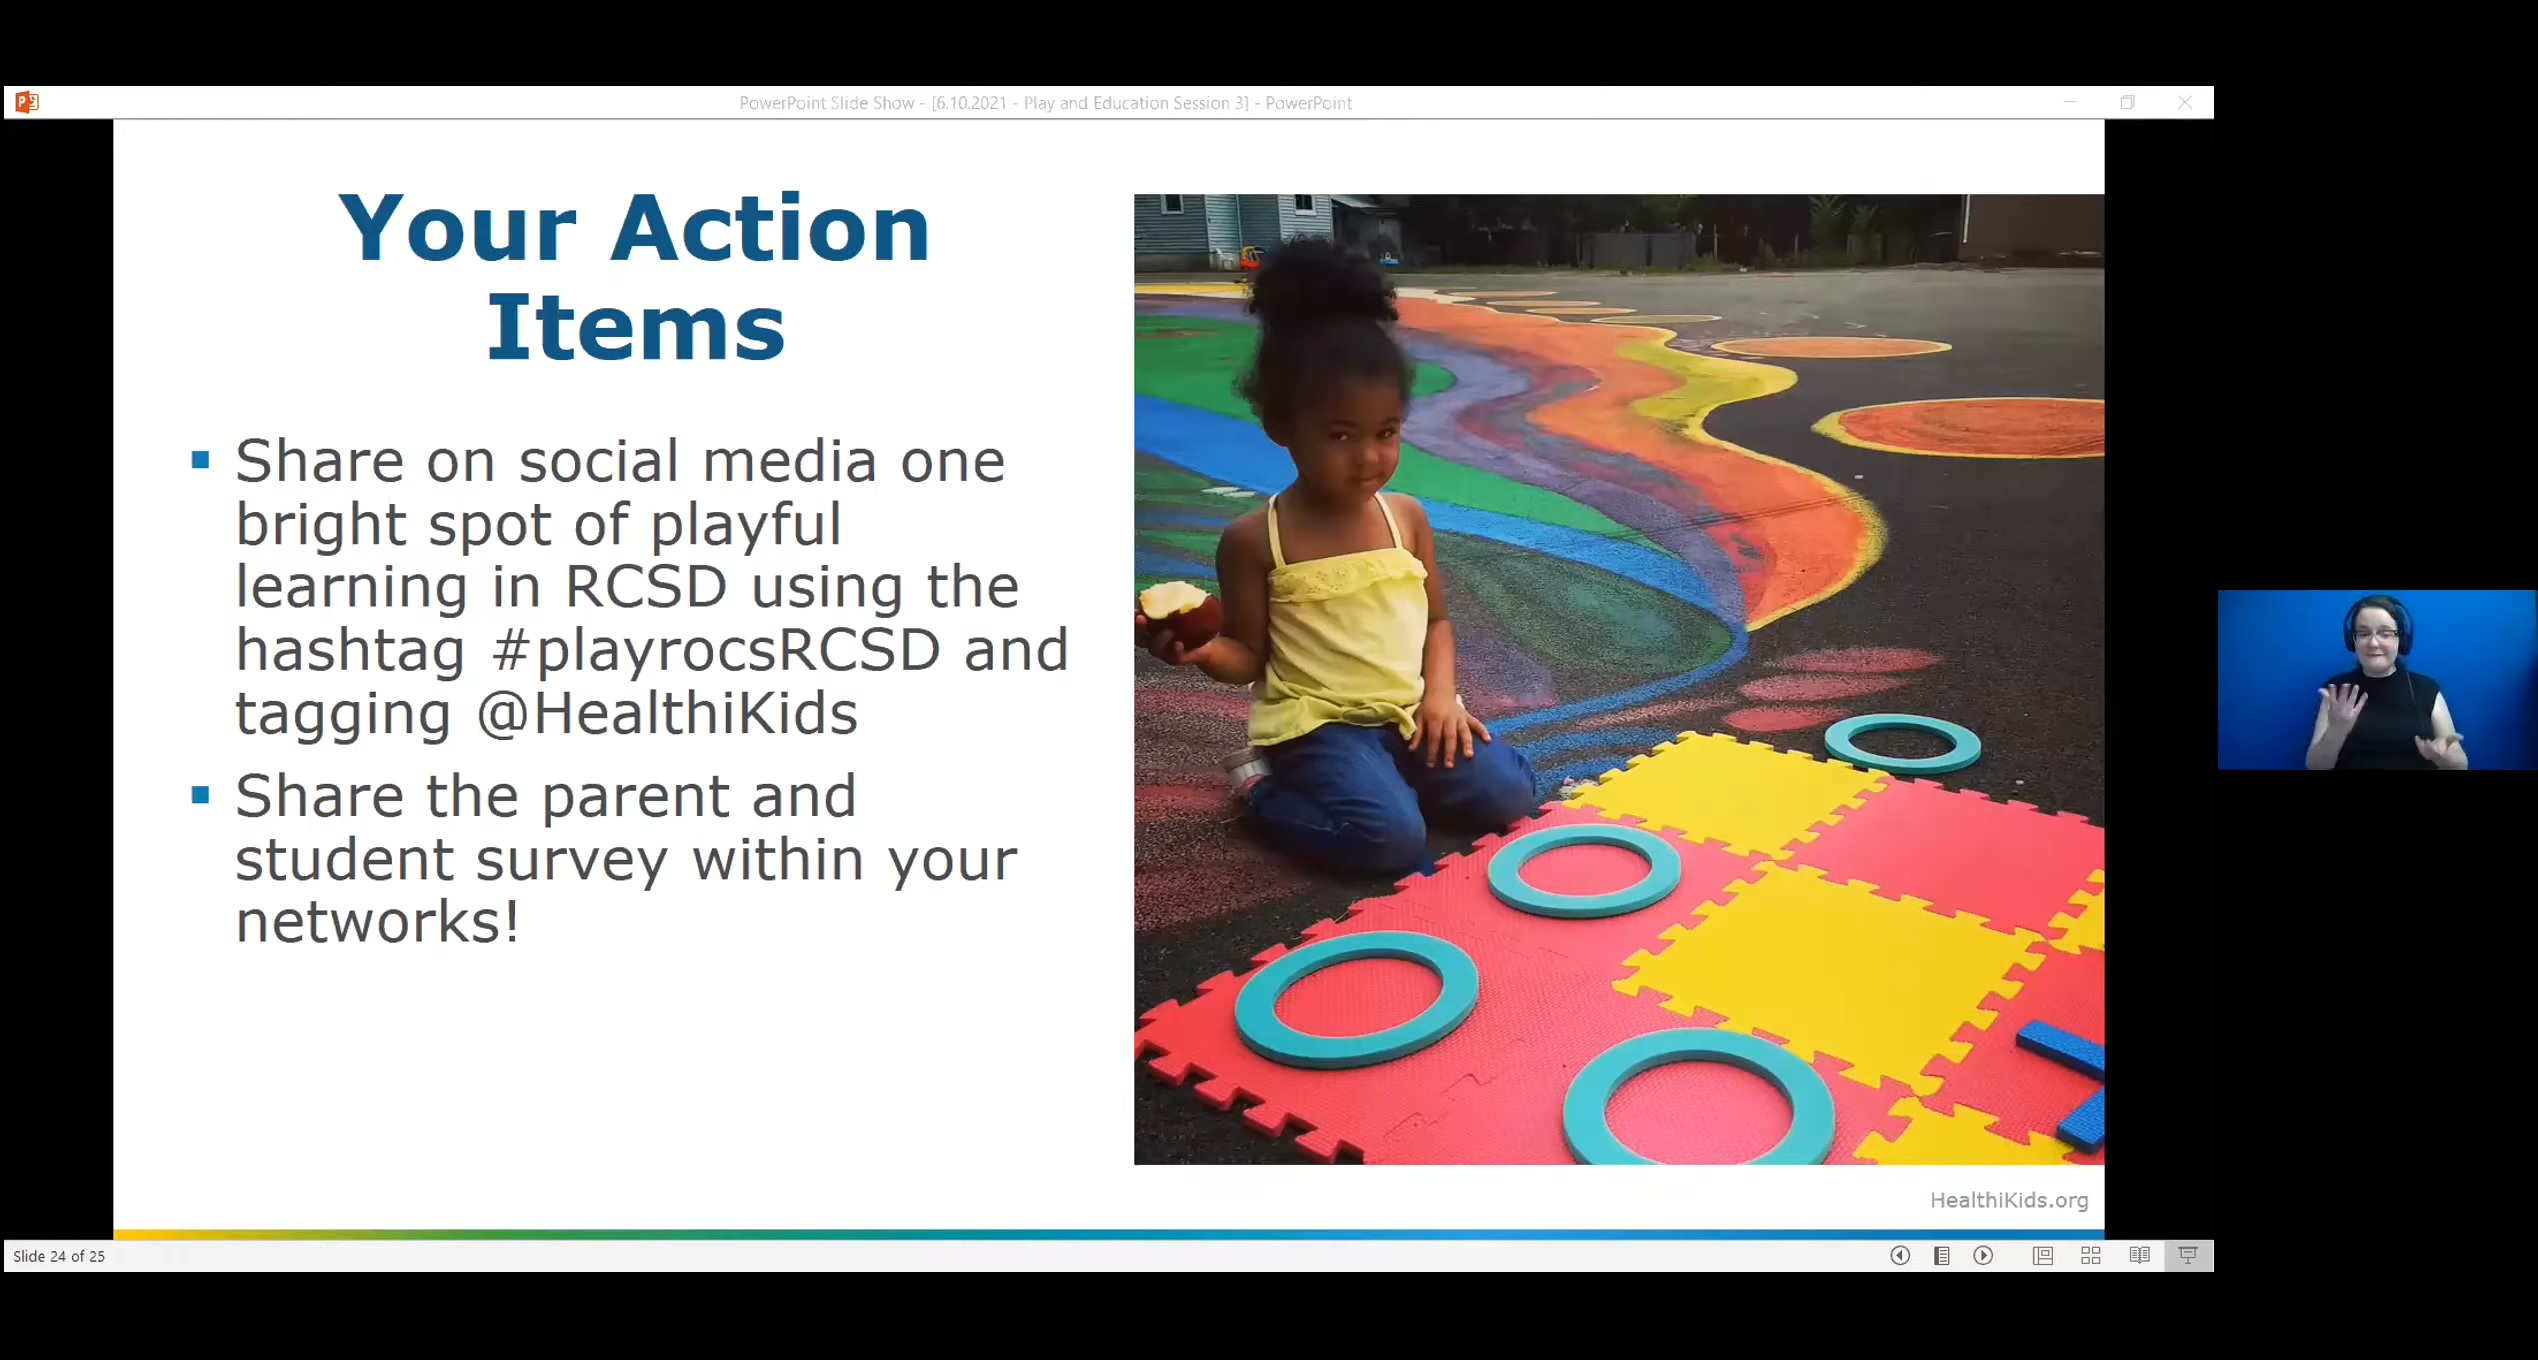 PowerPoint Slide Show - [6.10.2021 - Play and Education Session 3] - PowerPoint
Your Action
Items
▪ Share on social media one
bright spot of playful
learning in RCSD using the
hashtag #playrocsRCSD and
tagging @HealthiKids
▪ Share the parent and
student survey within your
networks!
HealthiKids.org
Slide 24 of 25